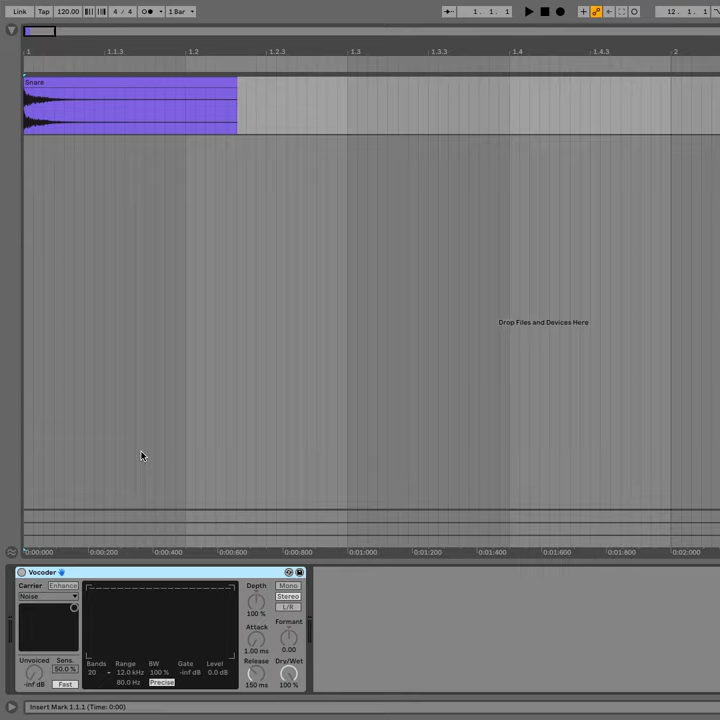 Link Tap 120.00 4 / 4 1 Bar 1. 1. 1 12. 1. 1
1 1.1.3 1.2 1.2.3 1.3 1.3.3 1.4 1.4.3 2
Snare
Drop Files and Devices Here
0:00:000 0:00:200 0:00:400 0:00:600 0:00:800 0:01:000 0:01:200 0:01:400 0:01:600 0:01:800 0:02:000
Vocoder
Carrier Enhance Depth Mono
Noise Stereo
100 % L/R
Attack Formant
1.00 ms 0.00
Unvoiced Sens. Bands Range BW Gate Level Release Dry/Wet
50.0 % 20 12.0 kHz 100 % -inf dB 0.0 dB
-inf dB Fast 80.0 Hz Precise 150 ms 100 %
Insert Mark 1.1.1 (Time: 0:00)